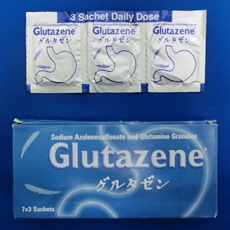 3 Sachet Daily Dose
Glutazene Glutazene Glutazene
グルタゼン グルタゼン グルタゼン
Sodium Azulenesulfonate and Glutamine Granules
Glutazene
グルタゼン
7x3 Sachets